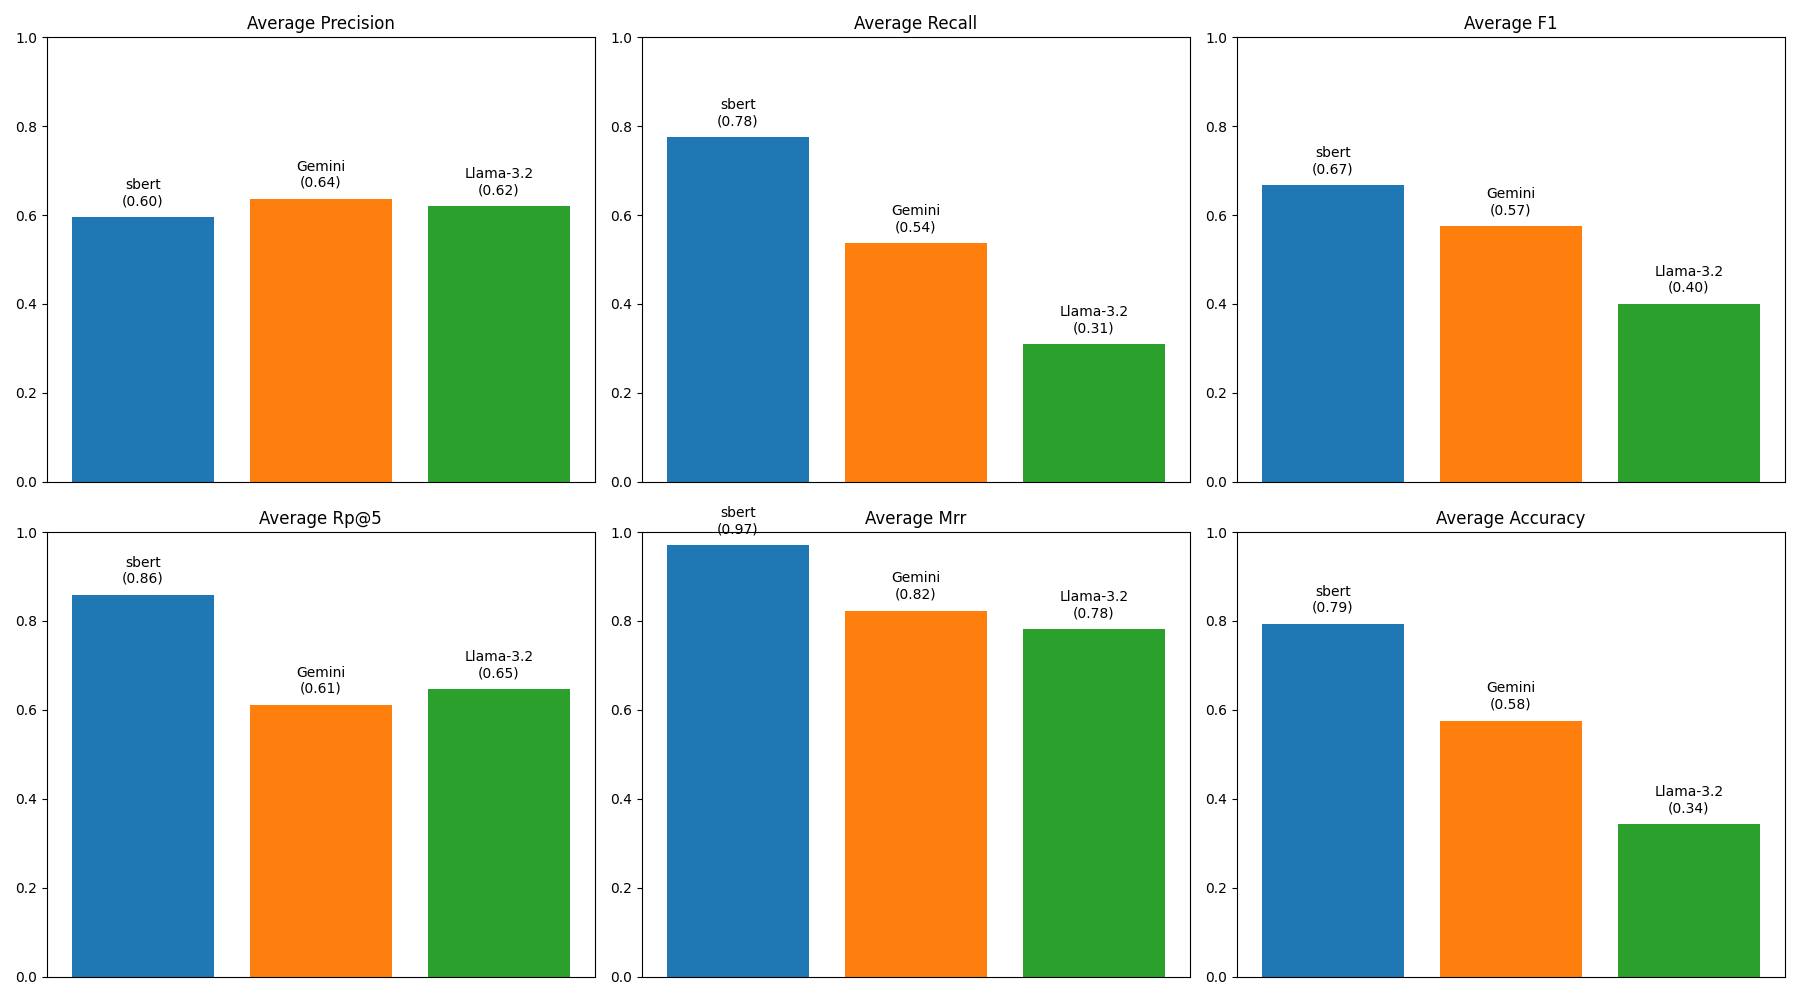 Average Precision
1.0
0.8
0.6
0.4
0.2
0.0
sbert
(0.60)
Gemini
(0.64)
Llama-3.2
(0.62)
Average Recall
1.0
0.8
0.6
0.4
0.2
0.0
sbert
(0.78)
Gemini
(0.54)
Llama-3.2
(0.31)
Average F1
1.0
0.8
0.6
0.4
0.2
0.0
sbert
(0.67)
Gemini
(0.57)
Llama-3.2
(0.40)
Average Rp@5
1.0
0.8
0.6
0.4
0.2
0.0
sbert
(0.86)
Gemini
(0.61)
Llama-3.2
(0.65)
Average Mrr
1.0
0.8
0.6
0.4
0.2
0.0
sbert
(0.97)
Gemini
(0.82)
Llama-3.2
(0.78)
Average Accuracy
1.0
0.8
0.6
0.4
0.2
0.0
sbert
(0.79)
Gemini
(0.58)
Llama-3.2
(0.34)